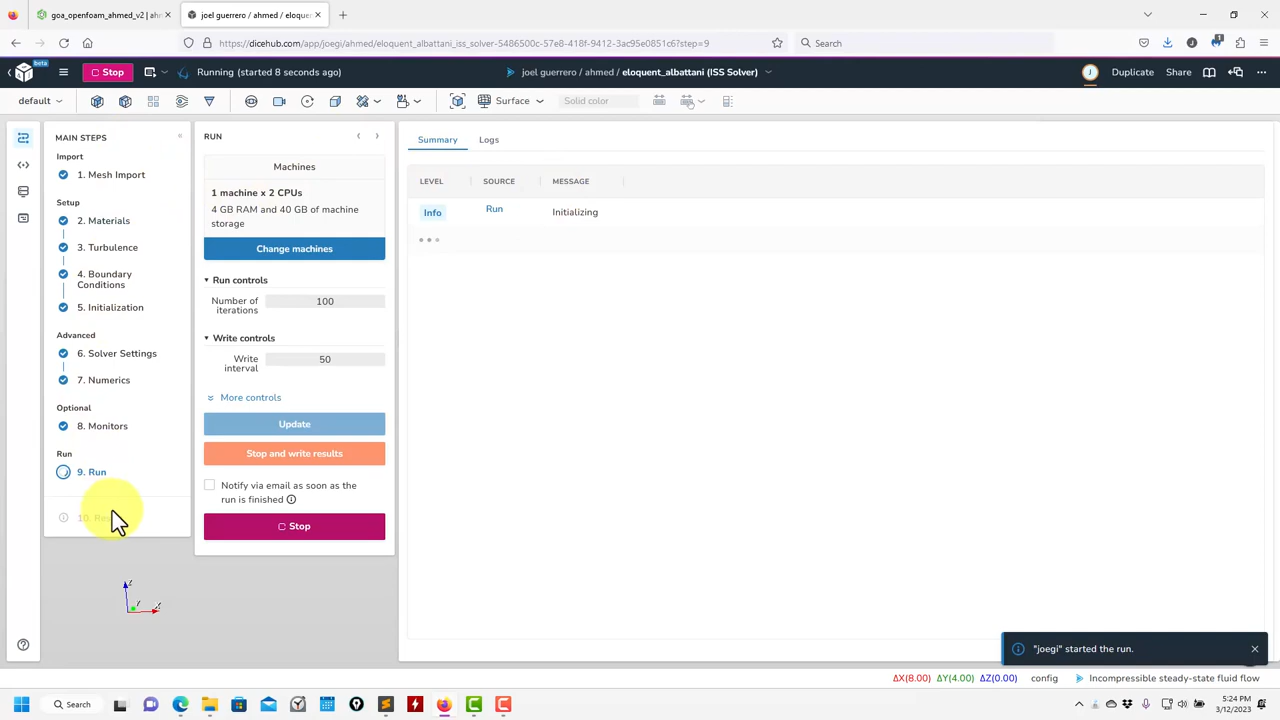 goa_openfoam_ahmed_v2 | ahm
joel guerrero / ahmed / eloquent_
https://dicehub.com/app/joegi/ahmed/eloquent_albattani_iss_solver-5486500c-57e8-418f-9412-3ac95e0851c6?step=9
Search
beta
Stop
Running (started 8 seconds ago)
joel guerrero / ahmed / eloquent_albattani (ISS Solver)
J
Duplicate
Share
default
Surface
Solid color
MAIN STEPS
Import
1. Mesh Import
Setup
2. Materials
3. Turbulence
4. Boundary
Conditions
5. Initialization
Advanced
6. Solver Settings
7. Numerics
Optional
8. Monitors
Run
9. Run
10. Res
RUN
Machines
1 machine x 2 CPUs
4 GB RAM and 40 GB of machine
storage
Change machines
Run controls
Number of
iterations
100
Write controls
Write
interval
50
More controls
Update
Stop and write results
Notify via email as soon as the
run is finished
Stop
Summary
Logs
LEVEL
SOURCE
MESSAGE
Info
Run
Initializing
Z
Y
X
"joegi" started the run.
ΔX(8.00)
ΔY(4.00)
ΔZ(0.00)
config
Incompressible steady-state fluid flow
Search
5:24 PM
3/12/2023